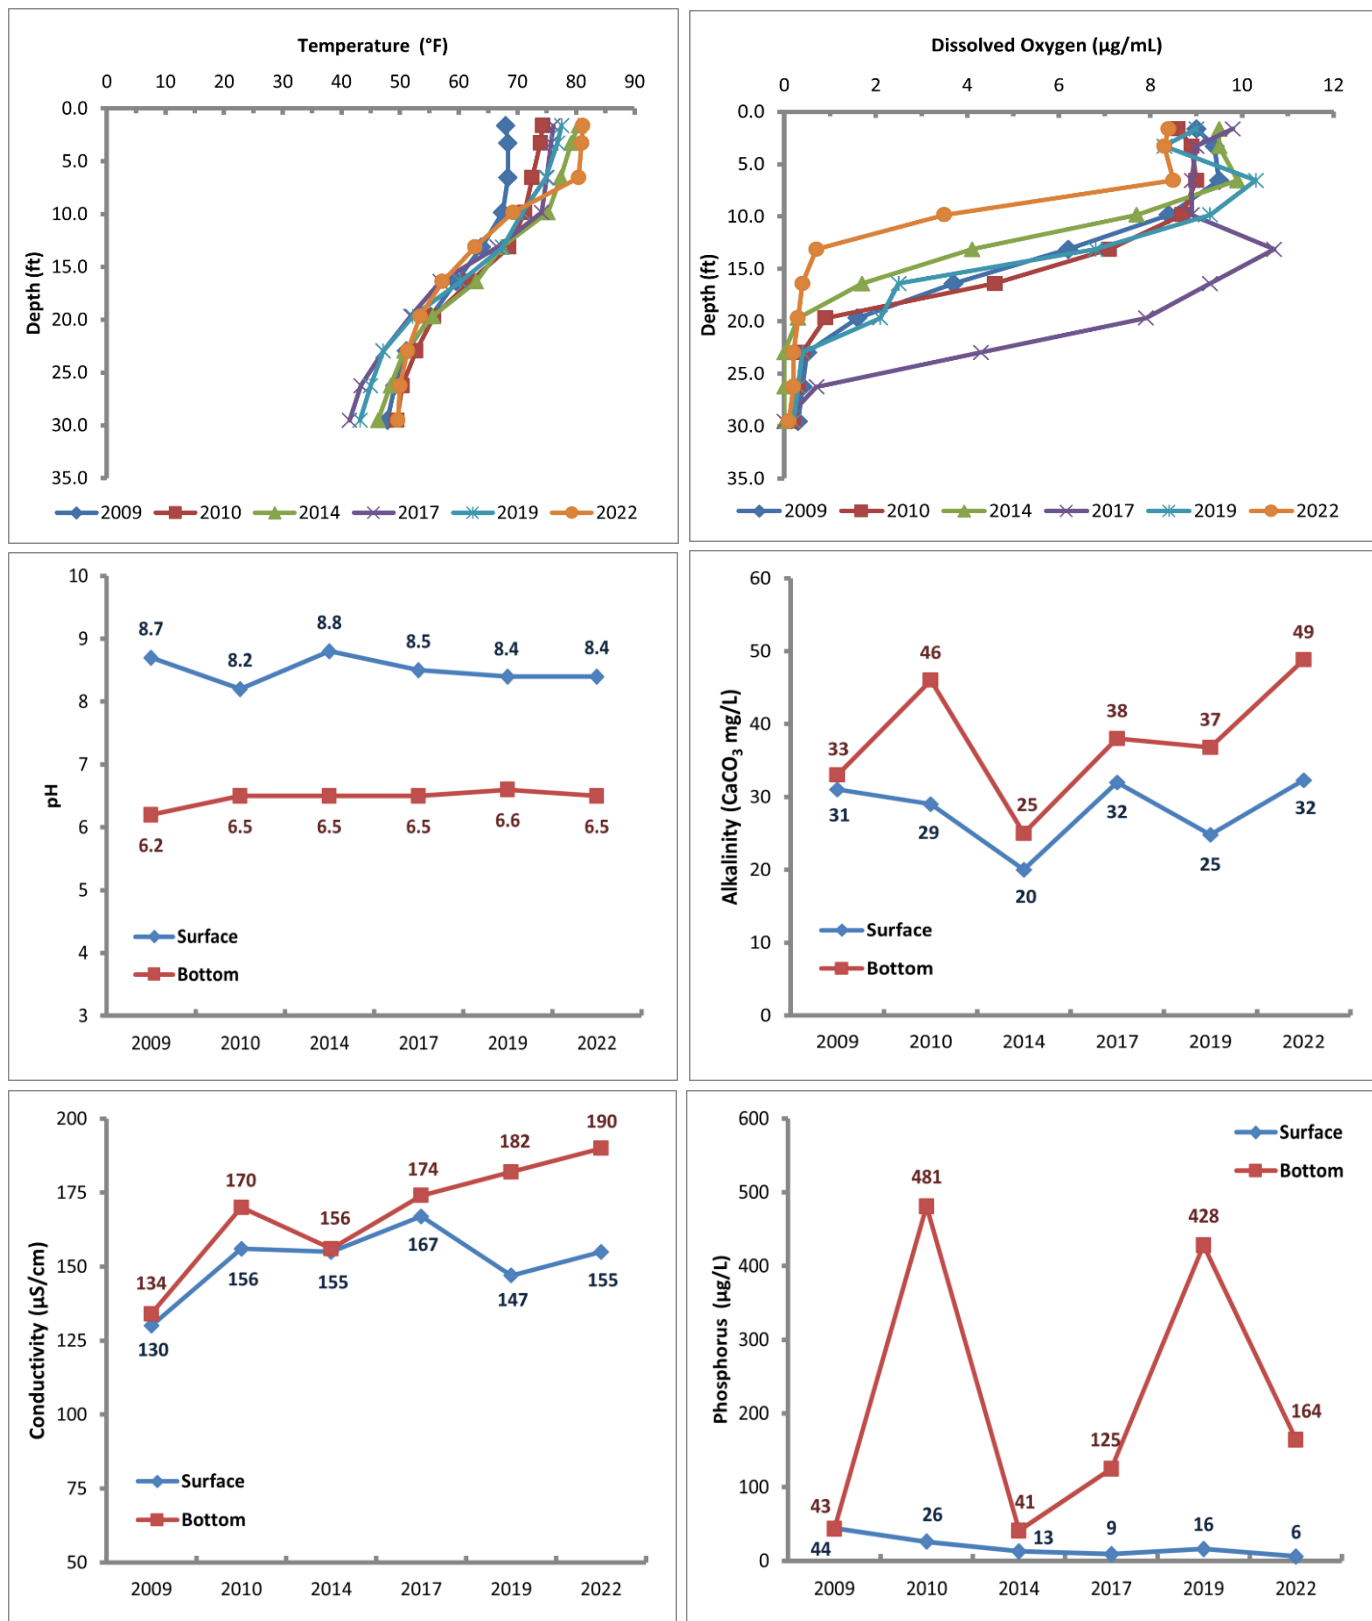 Temperature (°F)
0 10 20 30 40 50 60 70 80 90
0.0
5.0
10.0
15.0
20.0
25.0
30.0
35.0
Depth (ft)
2009 2010 2014 2017 2019 2022
Dissolved Oxygen (µg/mL)
0 2 4 6 8 10 12
0.0
5.0
10.0
15.0
20.0
25.0
30.0
35.0
Depth (ft)
2009 2010 2014 2017 2019 2022
10
9
8
7
6
5
4
3
pH
8.7 8.2 8.8 8.5 8.4 8.4
6.2 6.5 6.5 6.5 6.6 6.5
Surface
Bottom
2009 2010 2014 2017 2019 2022
60
50
40
30
20
10
0
Alkalinity (CaCO₃ mg/L)
33 46 25 38 37 49
31 29 20 32 25 32
Surface
Bottom
2009 2010 2014 2017 2019 2022
200
175
150
125
100
75
50
Conductivity (µS/cm)
134 170 156 174 182 190
130 156 155 167 147 155
Surface
Bottom
2009 2010 2014 2017 2019 2022
600
500
400
300
200
100
0
Phosphorus (µg/L)
Surface
Bottom
43 481 41 125 428 164
44 26 13 9 16 6
2009 2010 2014 2017 2019 2022